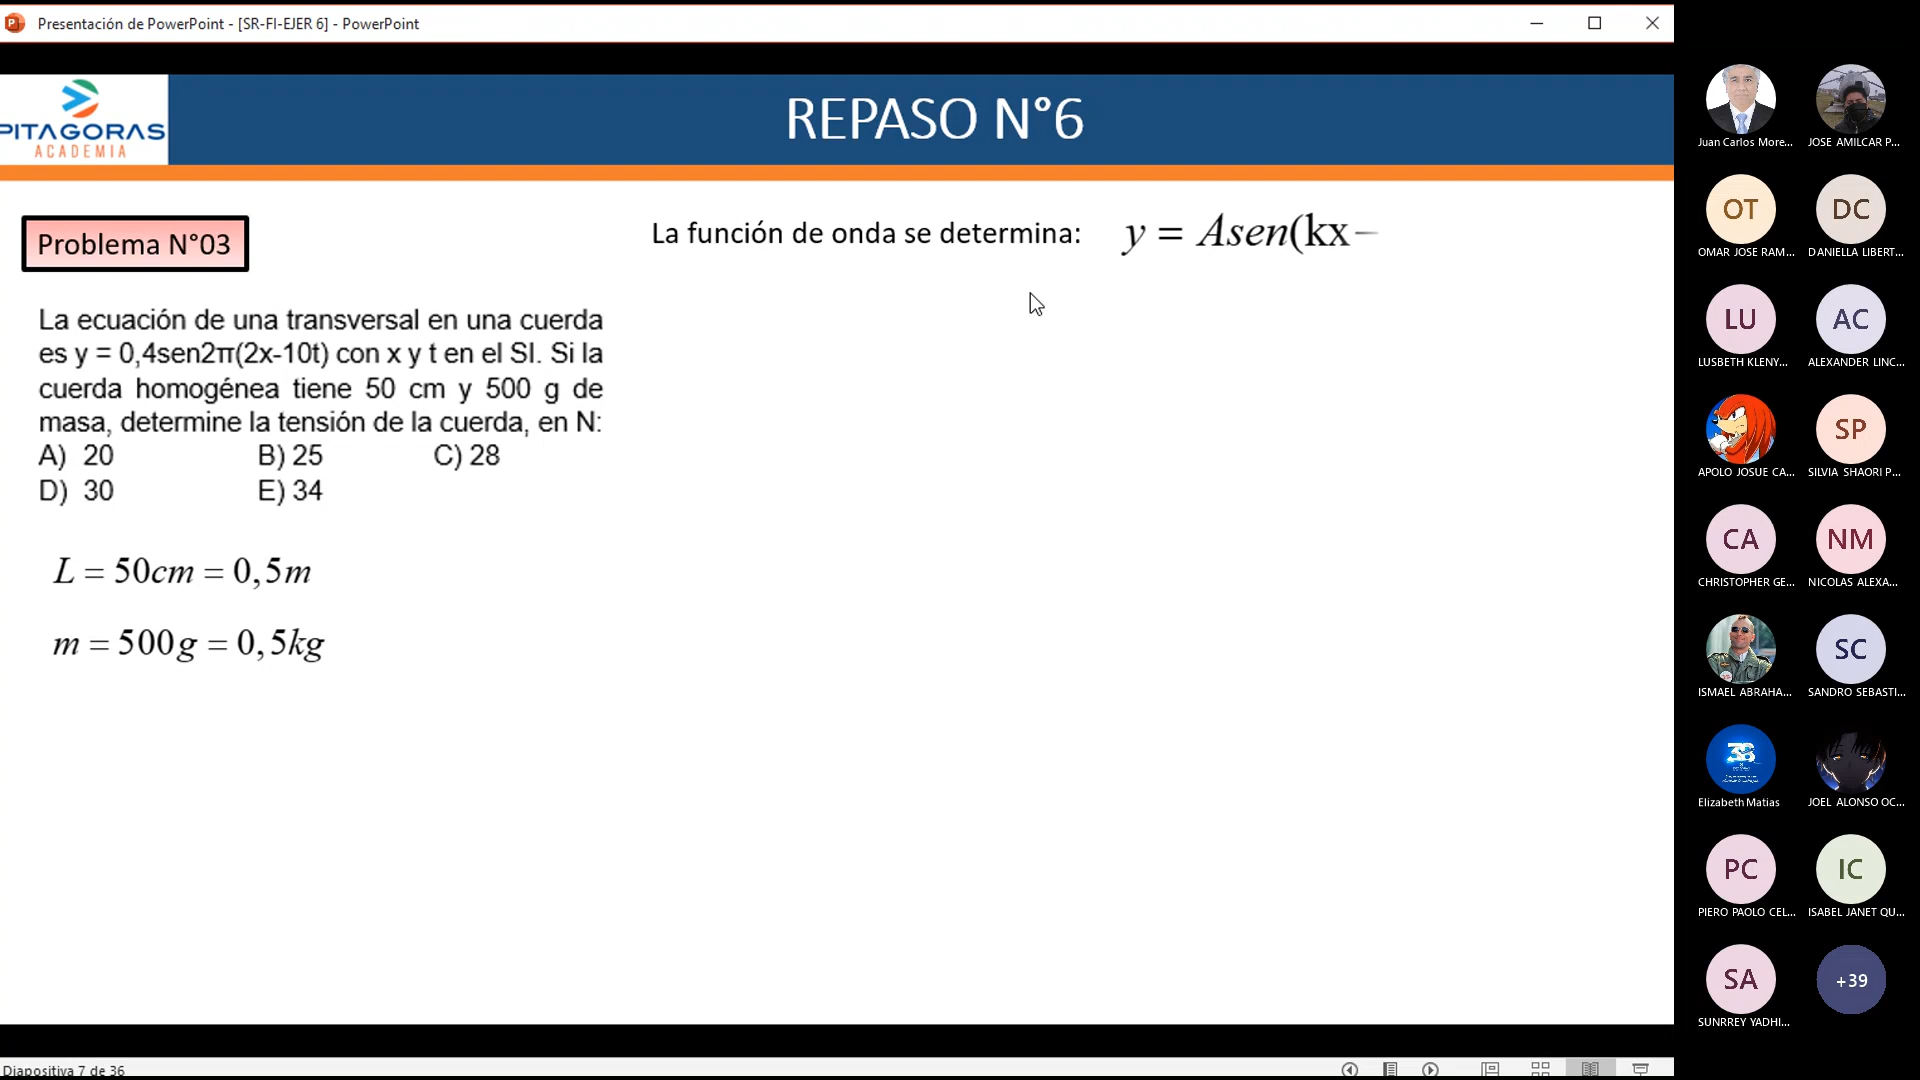 Presentación de PowerPoint - [SR-FI-EJER 6] - PowerPoint
PITAGORAS
ACADEMIA
REPASO N°6
Problema N°03
La función de onda se determina: y = Asen(kx −
La ecuación de una transversal en una cuerda
es y = 0,4sen2π(2x-10t) con x y t en el SI. Si la
cuerda homogénea tiene 50 cm y 500 g de
masa, determine la tensión de la cuerda, en N:
A) 20 B) 25 C) 28
D) 30 E) 34
L = 50cm = 0,5m
m = 500g = 0,5kg
Diapositiva 7 de 36
Juan Carlos More...
JOSE AMILCAR P...
OT
DC
OMAR JOSE RAM...
DANIELLA LIBERT...
LU
AC
LUSBETH KLENY...
ALEXANDER LINC...
SP
APOLO JOSUE CA...
SILVIA SHAORI P...
CA
NM
CHRISTOPHER GE...
NICOLAS ALEXA...
SC
ISMAEL ABRAHA...
SANDRO SEBASTI...
Elizabeth Matias
JOEL ALONSO OC...
PC
IC
PIERO PAOLO CEL...
ISABEL JANET QU...
SA
+39
SUNRREY YADHI...